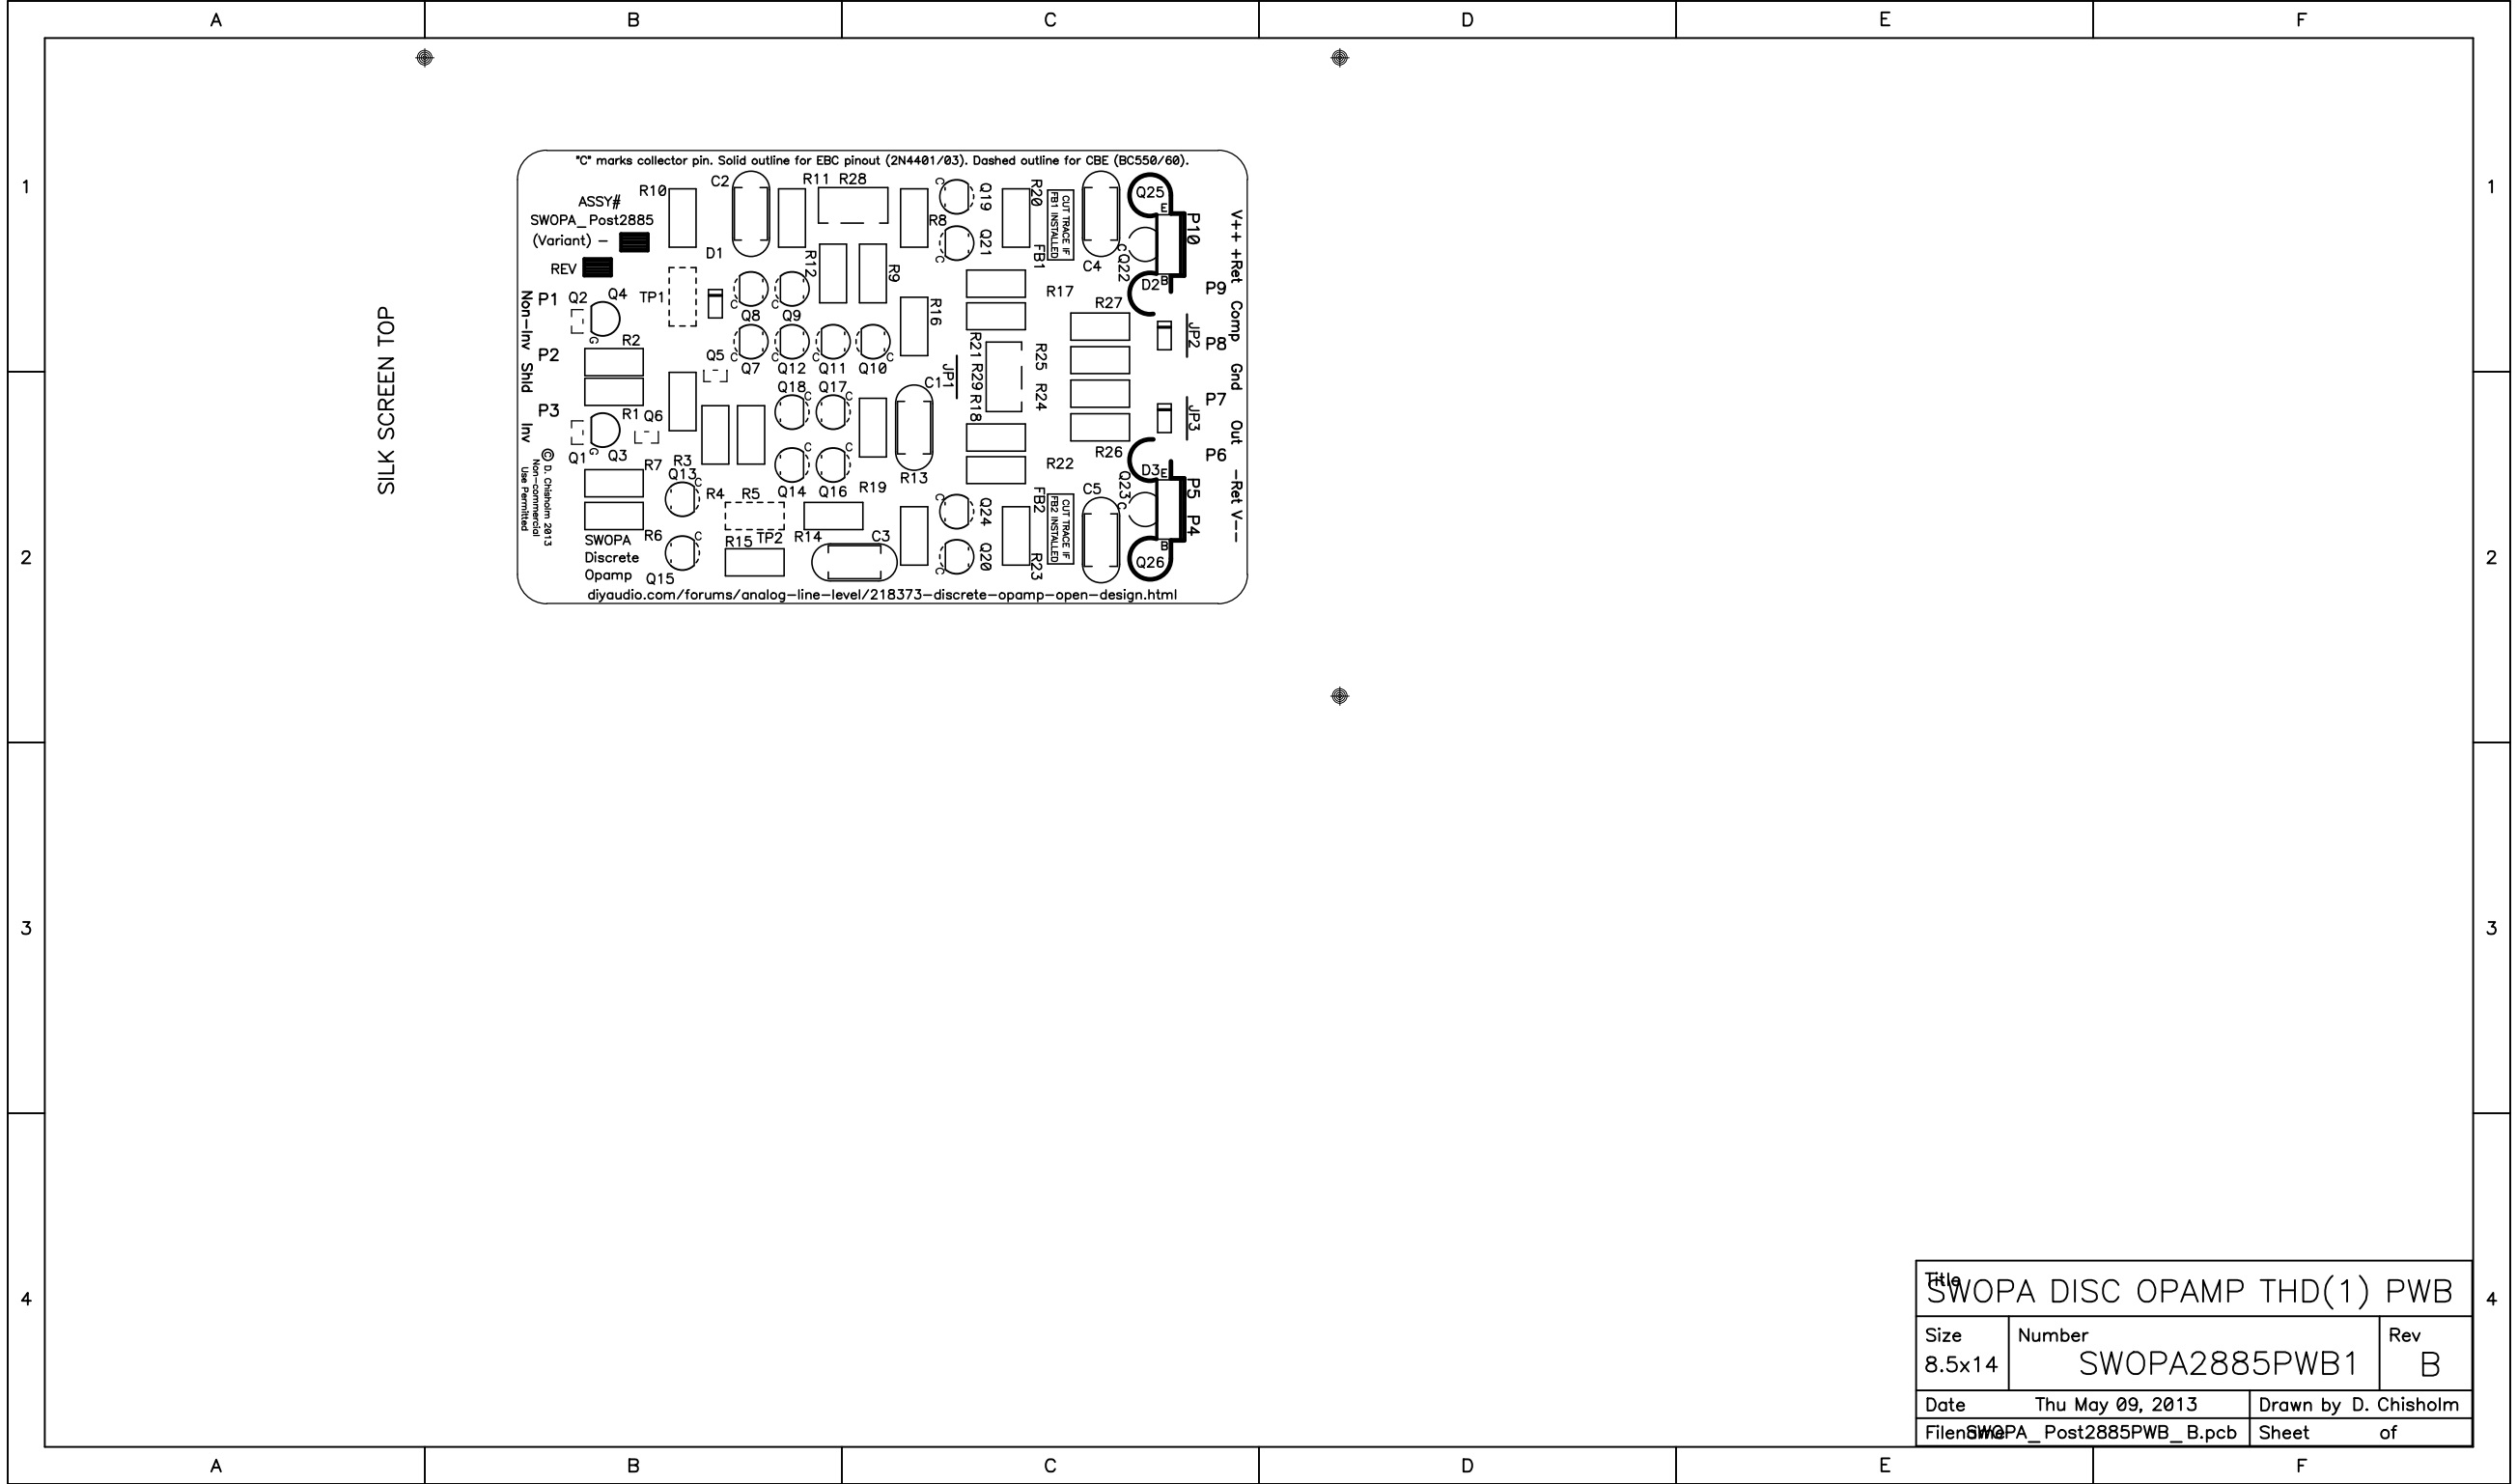 A B C D E F
1 1
"C" marks collector pin. Solid outline for EBC pinout (2N4401/03). Dashed outline for CBE (BC550/60).
R10 C2 R11 R28 C Q19 R20 Q25
ASSY#
SWOPA_Post2885
(Variant) -
REV
CUT TRACE IF
FB1 INSTALLED
E P10
R8 Q21 C FB1 C4 C Q22 B D2
D1 R12 R9
V++ +Ret Comp Gnd Out -Ret V--
P9
R17 R27
Non-Inv Shld Inv
P1 Q2 Q4 TP1 C C R16
Q8 Q9
G R2
P2 Q5 C C C C
Q7 Q12 Q11 Q10
R21 R29 R18
R25 R24
JP1 JP2 P8
SILK SCREEN TOP
Q18 C Q17 C C1
P3 R1 Q6
P7 JP3
Q1 G Q3 R7 R3 Q13 C
C C R13 R22 R26 P6
D3 E Q23 C
R4 R5 Q14 Q16 R19
© D. Chisholm 2013
Non-commercial
Use Permitted
C Q24 FB2 C5 P5 P4
CUT TRACE IF
FB2 INSTALLED
R6 C R15 TP2 R14 C3 Q20 C R23 B Q26
SWOPA
Discrete
Opamp
Q15
diyaudio.com/forums/analog-line-level/218373-discrete-opamp-open-design.html
2 2
3 3
4 4
Title
SWOPA DISC OPAMP THD(1) PWB
Size Number Rev
8.5x14 SWOPA2885PWB1 B
Date Thu May 09, 2013 Drawn by D. Chisholm
Filename SWOPA_Post2885PWB_B.pcb Sheet of
A B C D E F